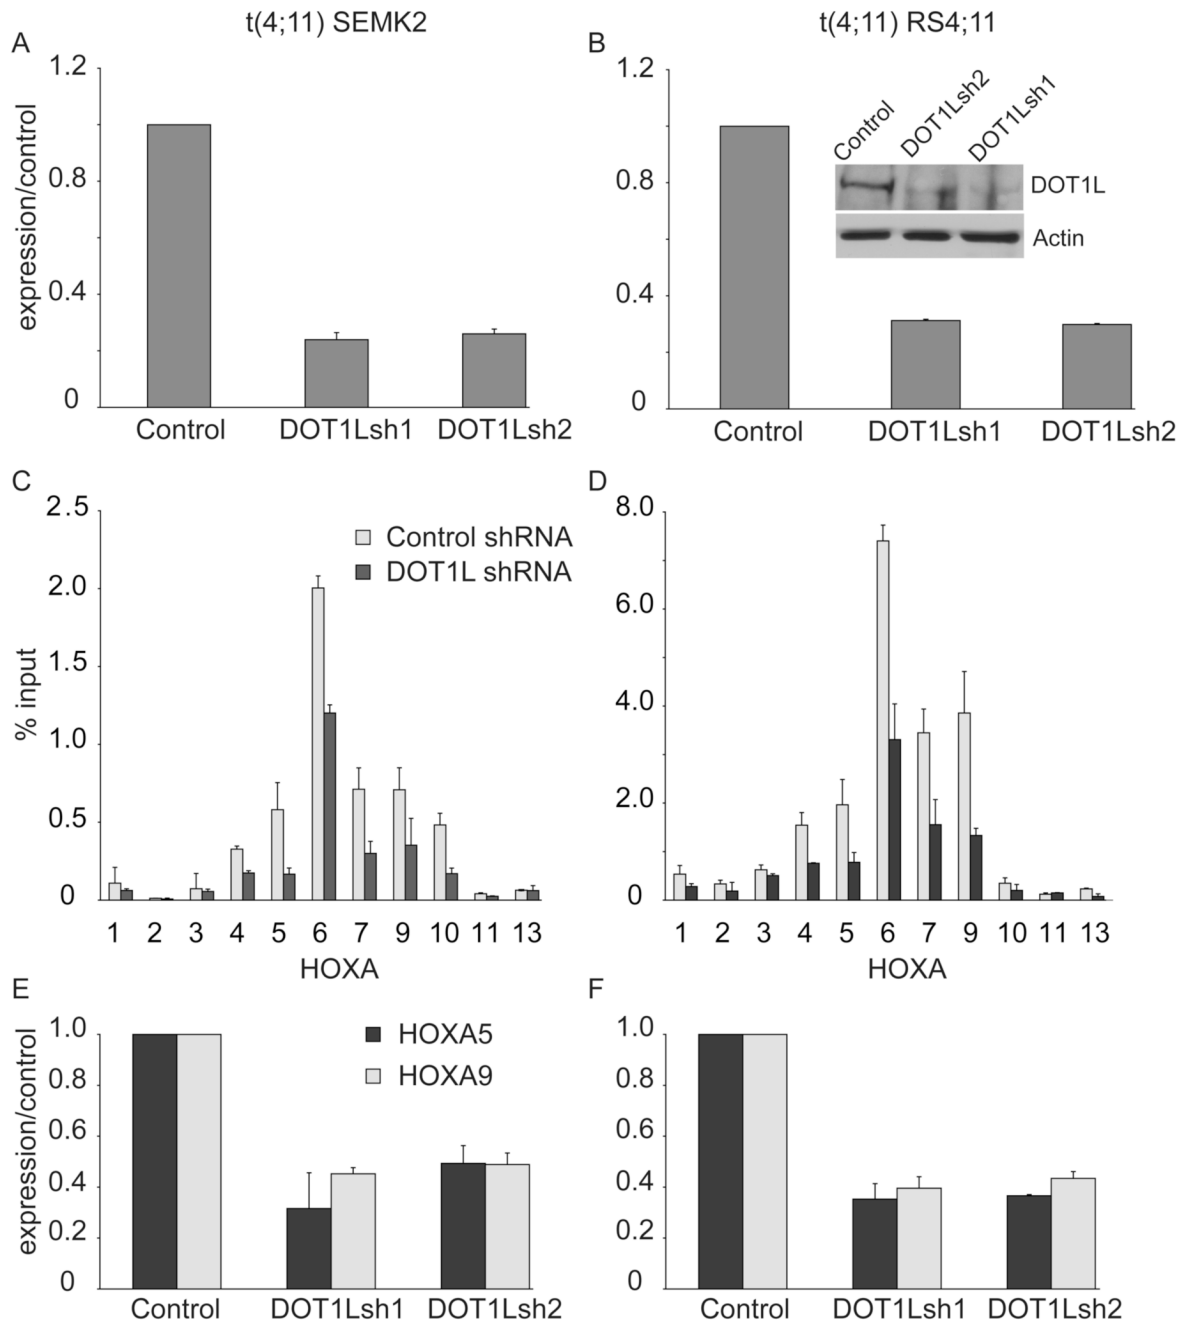 t(4;11) SEMK2
t(4;11) RS4;11
A
expression/control
1.2
0.8
0.4
0
Control
DOT1Lsh1
DOT1Lsh2
B
1.2
0.8
0.4
0
Control
DOT1Lsh2
DOT1Lsh1
DOT1L
Actin
Control
DOT1Lsh1
DOT1Lsh2
C
% input
2.5
2.0
1.5
1.0
0.5
0
Control shRNA
DOT1L shRNA
1 2 3 4 5 6 7 9 10 11 13
HOXA
D
8.0
6.0
4.0
2.0
0
1 2 3 4 5 6 7 9 10 11 13
HOXA
E
expression/control
1.0
0.8
0.6
0.4
0.2
0
HOXA5
HOXA9
Control
DOT1Lsh1
DOT1Lsh2
F
1.0
0.8
0.6
0.4
0.2
0
Control
DOT1Lsh1
DOT1Lsh2